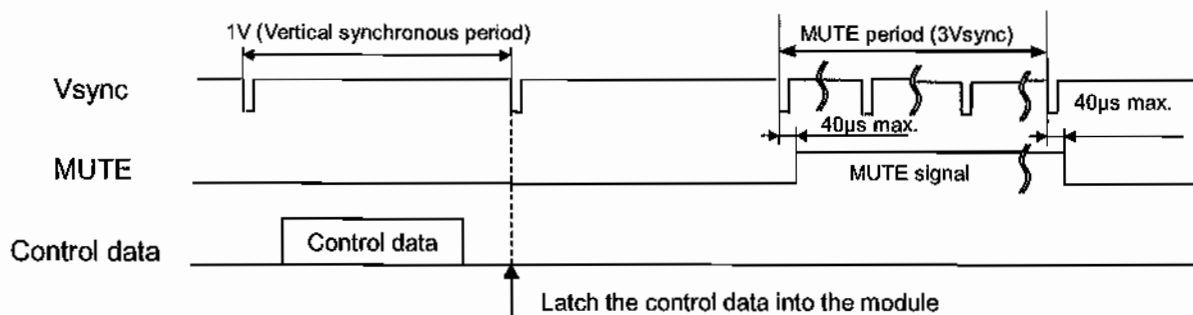 1V (Vertical synchronous period)
MUTE period (3Vsync)
Vsync
40µs max.
40µs max.
MUTE
MUTE signal
Control data
Control data
Latch the control data into the module